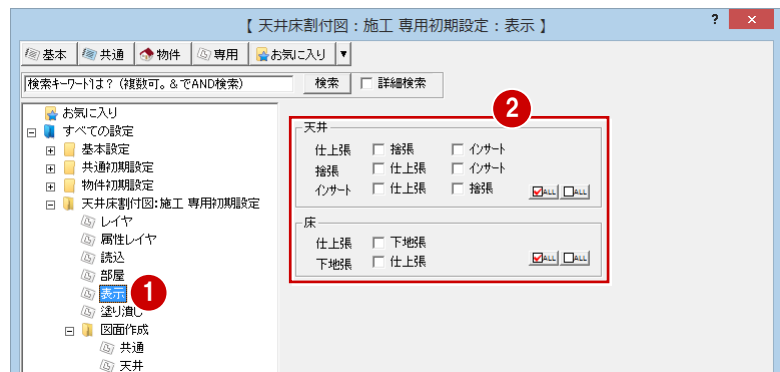 【 天井床割付図：施工 専用初期設定：表示 】
? ×
基本 共通 物件 専用 お気に入り ▼
検索キーワードは？（複数可。& でAND検索） 検索 詳細検索
お気に入り
すべての設定
基本設定
共通初期設定
物件初期設定
天井床割付図：施工 専用初期設定
レイヤ
属性レイヤ
読込
部屋
表示 1
塗り潰し
図面作成
共通
天井
2
天井
仕上張 捨張 インサート
捨張 仕上張 インサート
インサート 仕上張 捨張 ALL ALL
床
仕上張 下地張
下地張 仕上張 ALL ALL